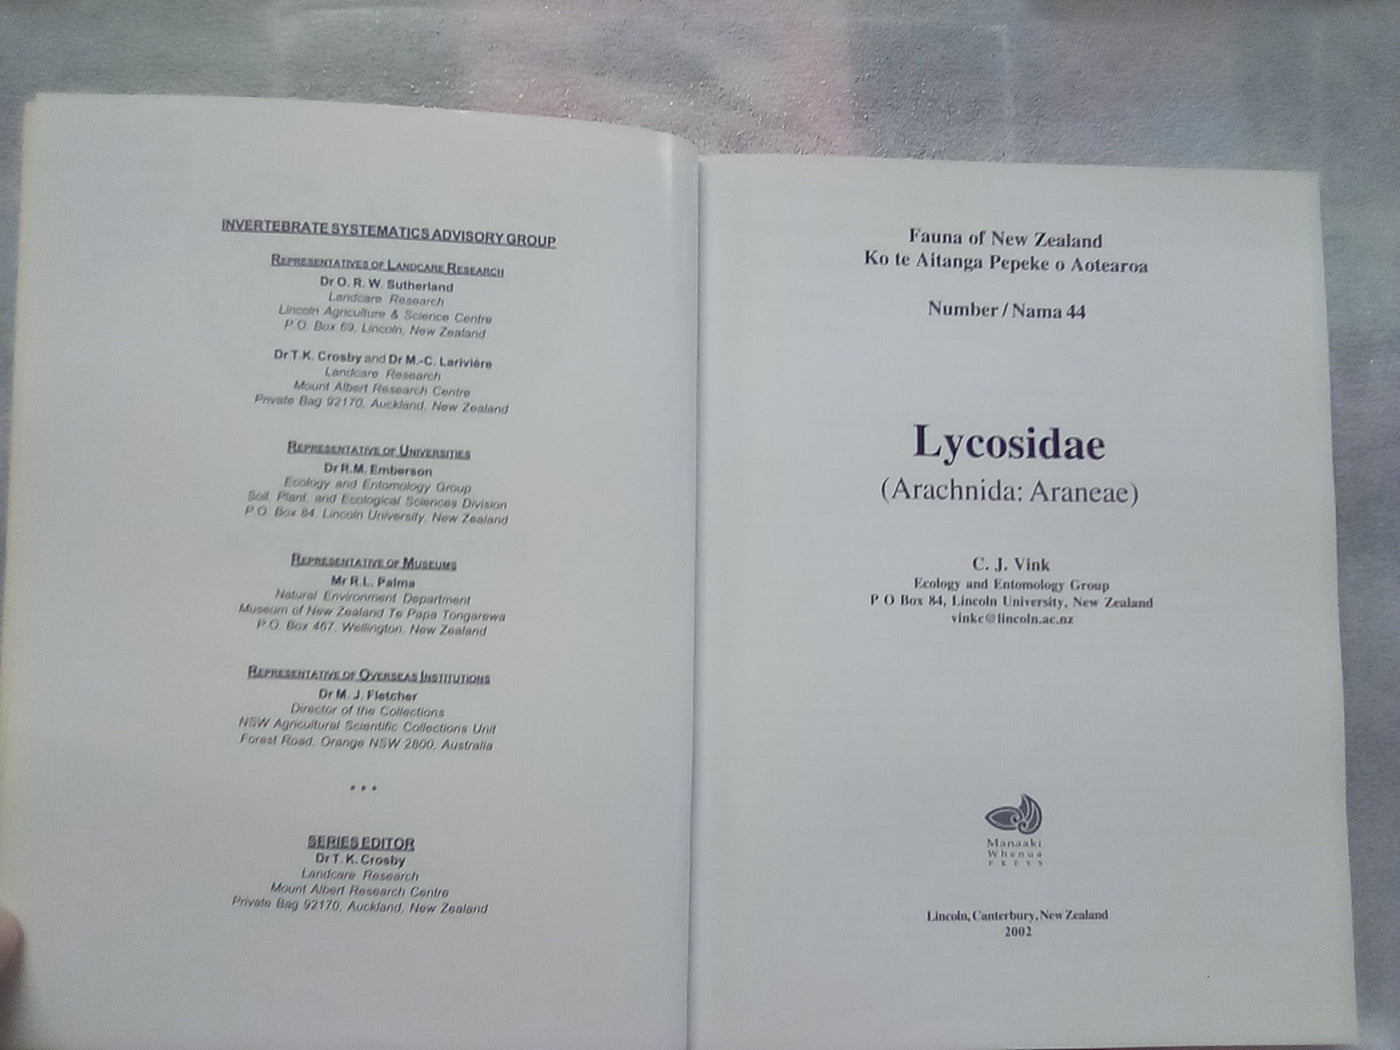 INVERTEBRATE SYSTEMATICS ADVISORY GROUP
REPRESENTATIVES OF LANDCARE RESEARCH
Dr O. R. W. Sutherland
Landcare Research
Lincoln Agriculture & Science Centre
P.O. Box 69, Lincoln, New Zealand
Dr T.K. Crosby and Dr M.-C. Larivière
Landcare Research
Mount Albert Research Centre
Private Bag 92170, Auckland, New Zealand
REPRESENTATIVE OF UNIVERSITIES
Dr R.M. Emberson
Ecology and Entomology Group
Soil, Plant, and Ecological Sciences Division
P.O. Box 84, Lincoln University, New Zealand
REPRESENTATIVE OF MUSEUMS
Mr R.L. Palma
Natural Environment Department
Museum of New Zealand Te Papa Tongarewa
P.O. Box 467, Wellington, New Zealand
REPRESENTATIVE OF OVERSEAS INSTITUTIONS
Dr M. J. Fletcher
Director of the Collections
NSW Agricultural Scientific Collections Unit
Forest Road, Orange NSW 2800, Australia
* * *
SERIES EDITOR
Dr T. K. Crosby
Landcare Research
Mount Albert Research Centre
Private Bag 92170, Auckland, New Zealand
Fauna of New Zealand
Ko te Aitanga Pepeke o Aotearoa
Number / Nama 44
Lycosidae
(Arachnida: Araneae)
C. J. Vink
Ecology and Entomology Group
P O Box 84, Lincoln University, New Zealand
vinkc@lincoln.ac.nz
Manaaki
Whenua
PRESS
Lincoln, Canterbury, New Zealand
2002